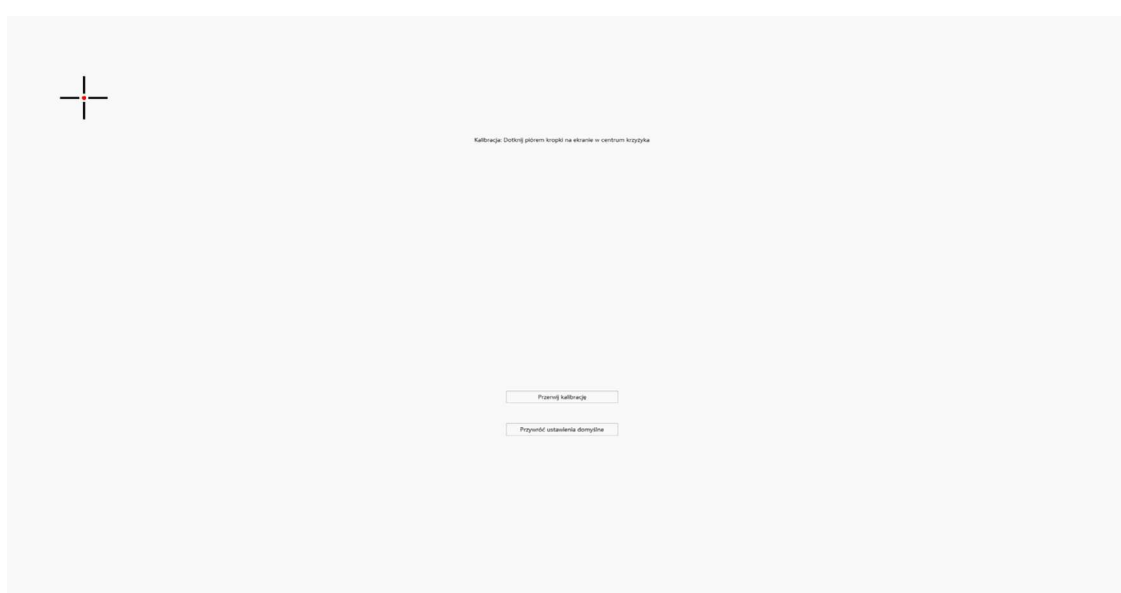 Kalibracja: Dotknij piórem kropki na ekranie w centrum krzyżyka
Przerwij kalibrację
Przywróć ustawienia domyślne